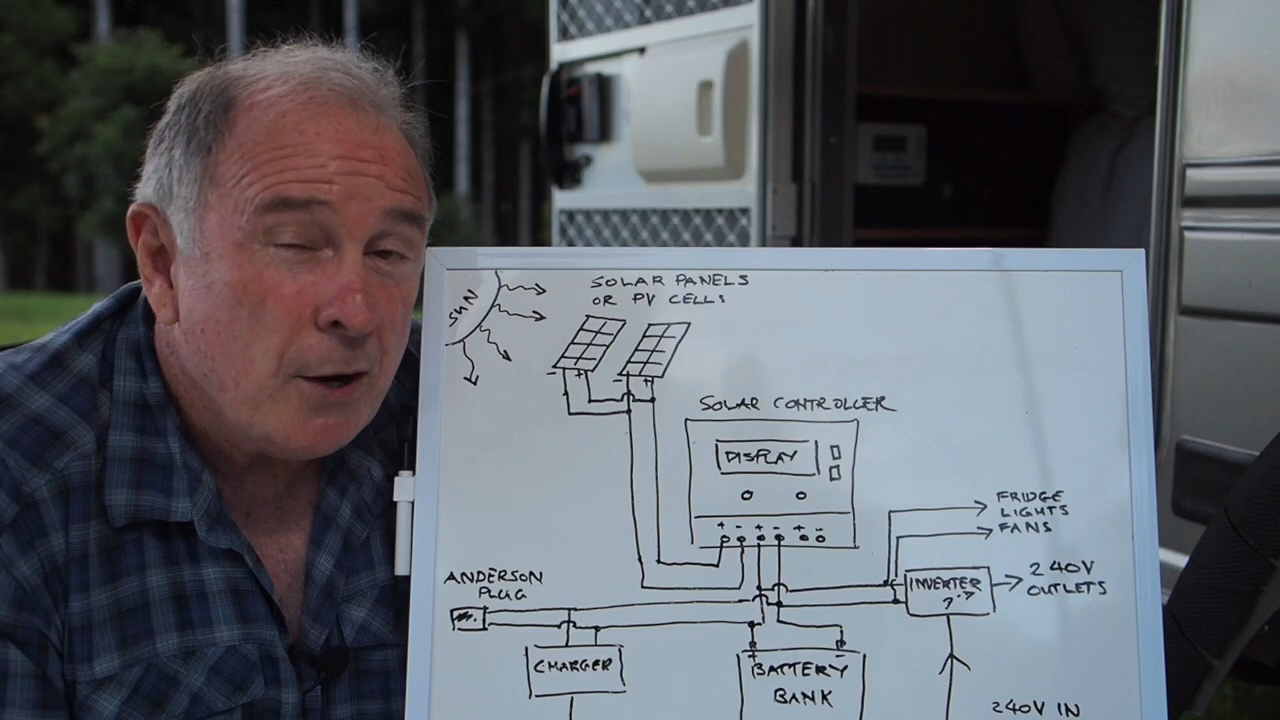 SUN
SOLAR PANELS
OR PV CELLS
- +
- +
SOLAR CONTROLLER
DISPLAY
+ - + - + -
FRIDGE
LIGHTS
FANS
ANDERSON
PLUG
INVERTER
?.?
240V
OUTLETS
CHARGER
+ -
BATTERY
BANK
240V IN